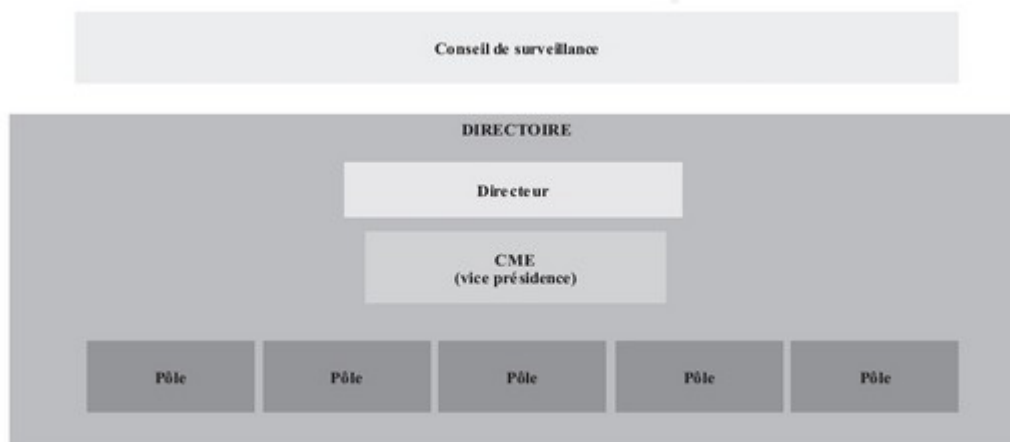 Conseil de surveillance
DIRECTOIRE
Directeur
CME
(vice présidence)
Pôle Pôle Pôle Pôle Pôle